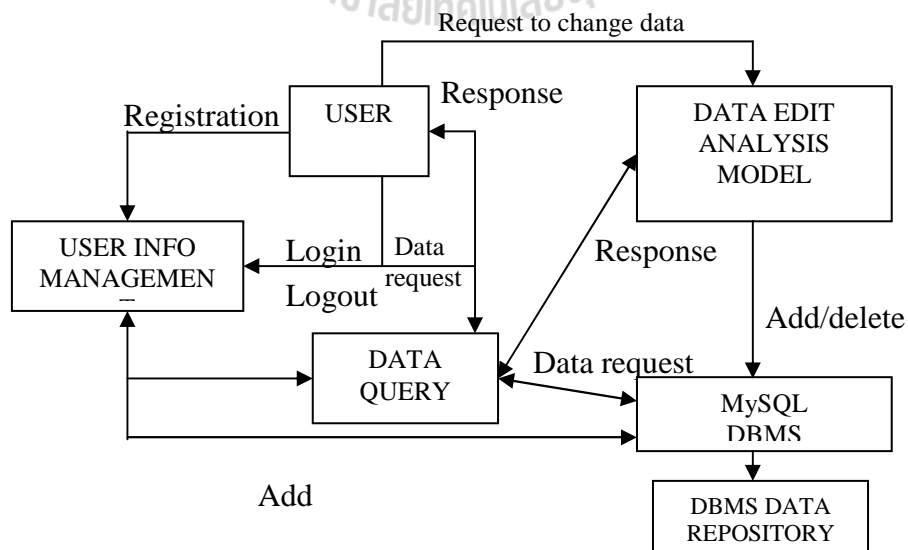 Request to change data
USER
Response
Registration
DATA EDIT
ANALYSIS
MODEL
USER INFO
MANAGEMEN
Login
Logout
Data
request
Response
Add/delete
DATA
QUERY
Data request
MySQL
DBMS
Add
DBMS DATA
REPOSITORY